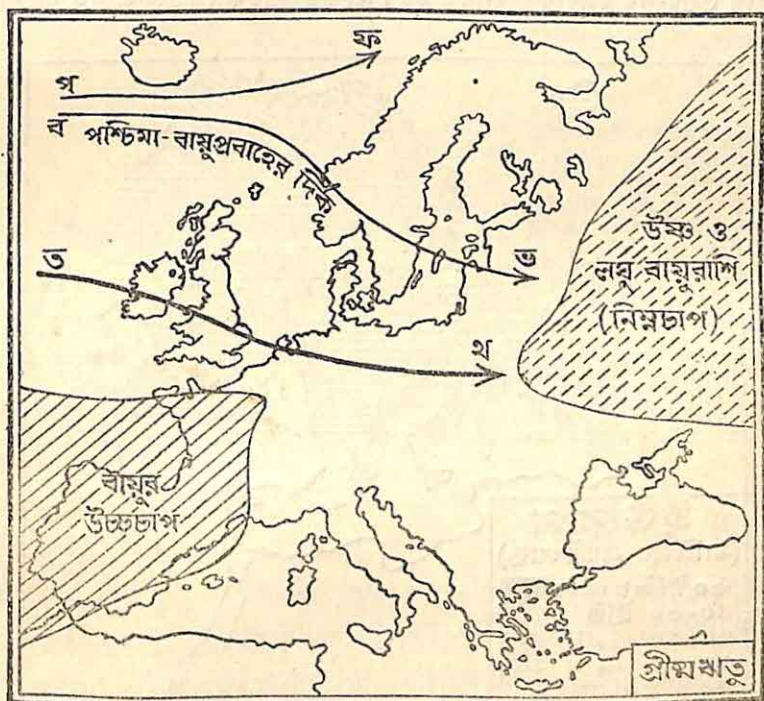 ফ
গ
ব
পশ্চিমা-বায়ুপ্রবাহের দিক
ত
ভ
থ
উষ্ণ ও
লঘু বায়ুরাশি
(নিম্নচাপ)
বায়ুর
উচ্চচাপ
গ্রীষ্মঋতু